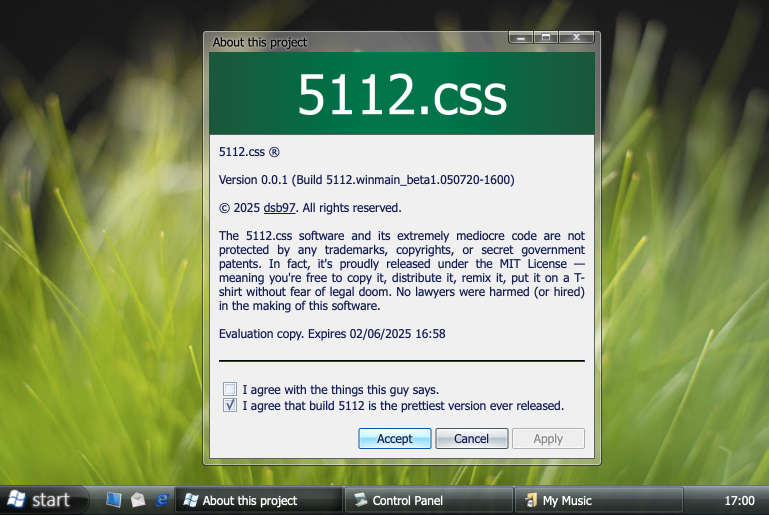 About this project
5112.css
5112.css ®
Version 0.0.1 (Build 5112.winmain_beta1.050720-1600)
© 2025 dsb97. All rights reserved.
The 5112.css software and its extremely mediocre code are not
protected by any trademarks, copyrights, or secret government
patents. In fact, it's proudly released under the MIT License —
meaning you're free to copy it, distribute it, remix it, put it on a T-
shirt without fear of legal doom. No lawyers were harmed (or hired)
in the making of this software.
Evaluation copy. Expires 02/06/2025 16:58
I agree with the things this guy says.
I agree that build 5112 is the prettiest version ever released.
Accept Cancel Apply
start About this project Control Panel My Music 17:00